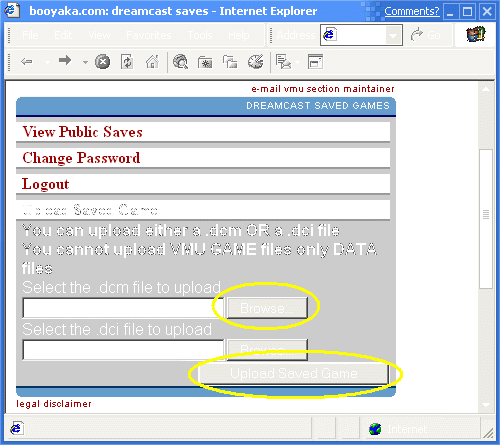 booyaka.com: dreamcast saves - Internet Explorer
Comments?
File Edit View Favorites Tools Help
Address
Go
e-mail vmu section maintainer
DREAMCAST SAVED GAMES
View Public Saves
Change Password
Logout
Upload Saved Game
You can upload either a .dcm OR a .dci file
You cannot upload VMU GAME files only DATA
files
Select the .dcm file to upload
Browse...
Select the .dci file to upload
Browse...
Upload Saved Game
legal disclaimer
Internet